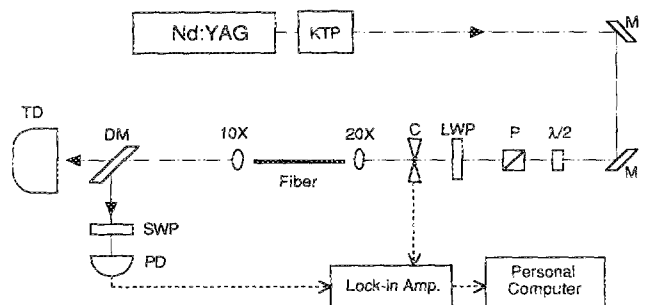 Nd:YAG
KTP
M
TD
DM
10X
20X
C
LWP
P
λ/2
M
Fiber
SWP
PD
Lock-in Amp.
Personal
Computer